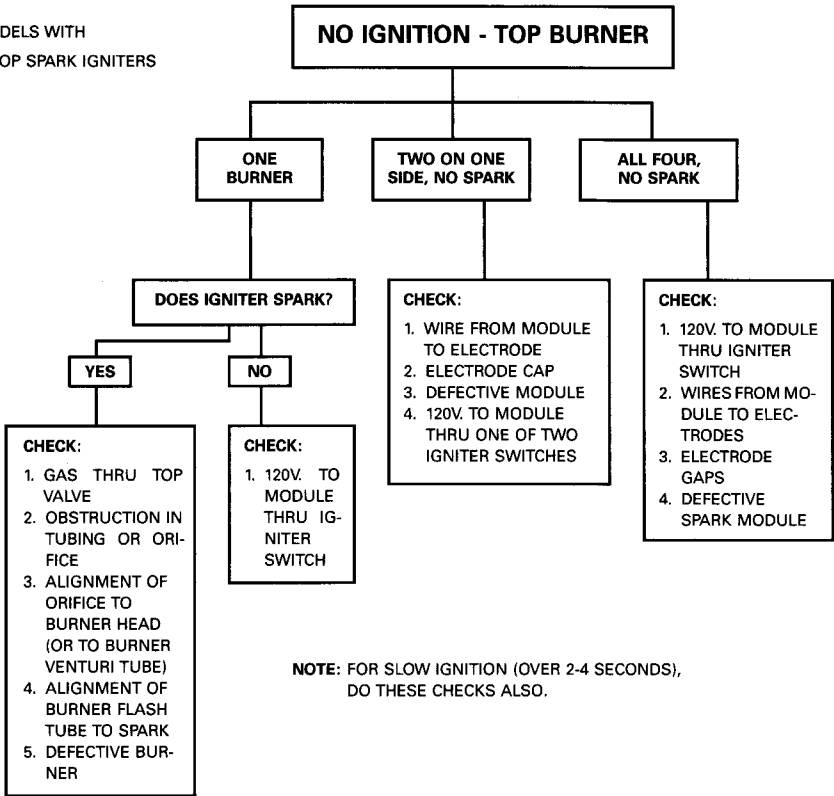 DELS WITH
OP SPARK IGNITERS
NO IGNITION - TOP BURNER
ONE
BURNER
TWO ON ONE
SIDE, NO SPARK
ALL FOUR,
NO SPARK
DOES IGNITER SPARK?
YES
NO
CHECK:
1. GAS THRU TOP
VALVE
2. OBSTRUCTION IN
TUBING OR ORI-
FICE
3. ALIGNMENT OF
ORIFICE TO
BURNER HEAD
(OR TO BURNER
VENTURI TUBE)
4. ALIGNMENT OF
BURNER FLASH
TUBE TO SPARK
5. DEFECTIVE BUR-
NER
CHECK:
1. 120V. TO
MODULE
THRU IG-
NITER
SWITCH
CHECK:
1. WIRE FROM MODULE
TO ELECTRODE
2. ELECTRODE CAP
3. DEFECTIVE MODULE
4. 120V. TO MODULE
THRU ONE OF TWO
IGNITER SWITCHES
CHECK:
1. 120V. TO MODULE
THRU IGNITER
SWITCH
2. WIRES FROM MO-
DULE TO ELEC-
TRODES
3. ELECTRODE
GAPS
4. DEFECTIVE
SPARK MODULE
NOTE: FOR SLOW IGNITION (OVER 2-4 SECONDS),
DO THESE CHECKS ALSO.